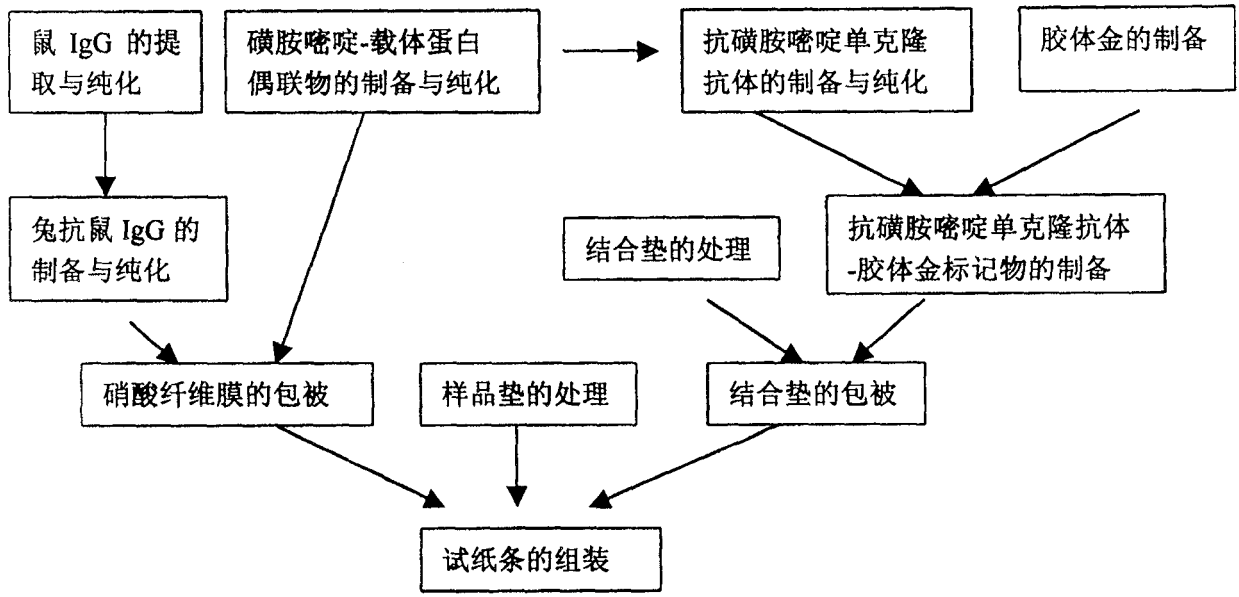 鼠 IgG 的提
取与纯化
磺胺嘧啶-载体蛋白
偶联物的制备与纯化
抗磺胺嘧啶单克隆
抗体的制备与纯化
胶体金的制备
兔抗鼠 IgG 的
制备与纯化
结合垫的处理
抗磺胺嘧啶单克隆抗体
-胶体金标记物的制备
硝酸纤维膜的包被
样品垫的处理
结合垫的包被
试纸条的组装